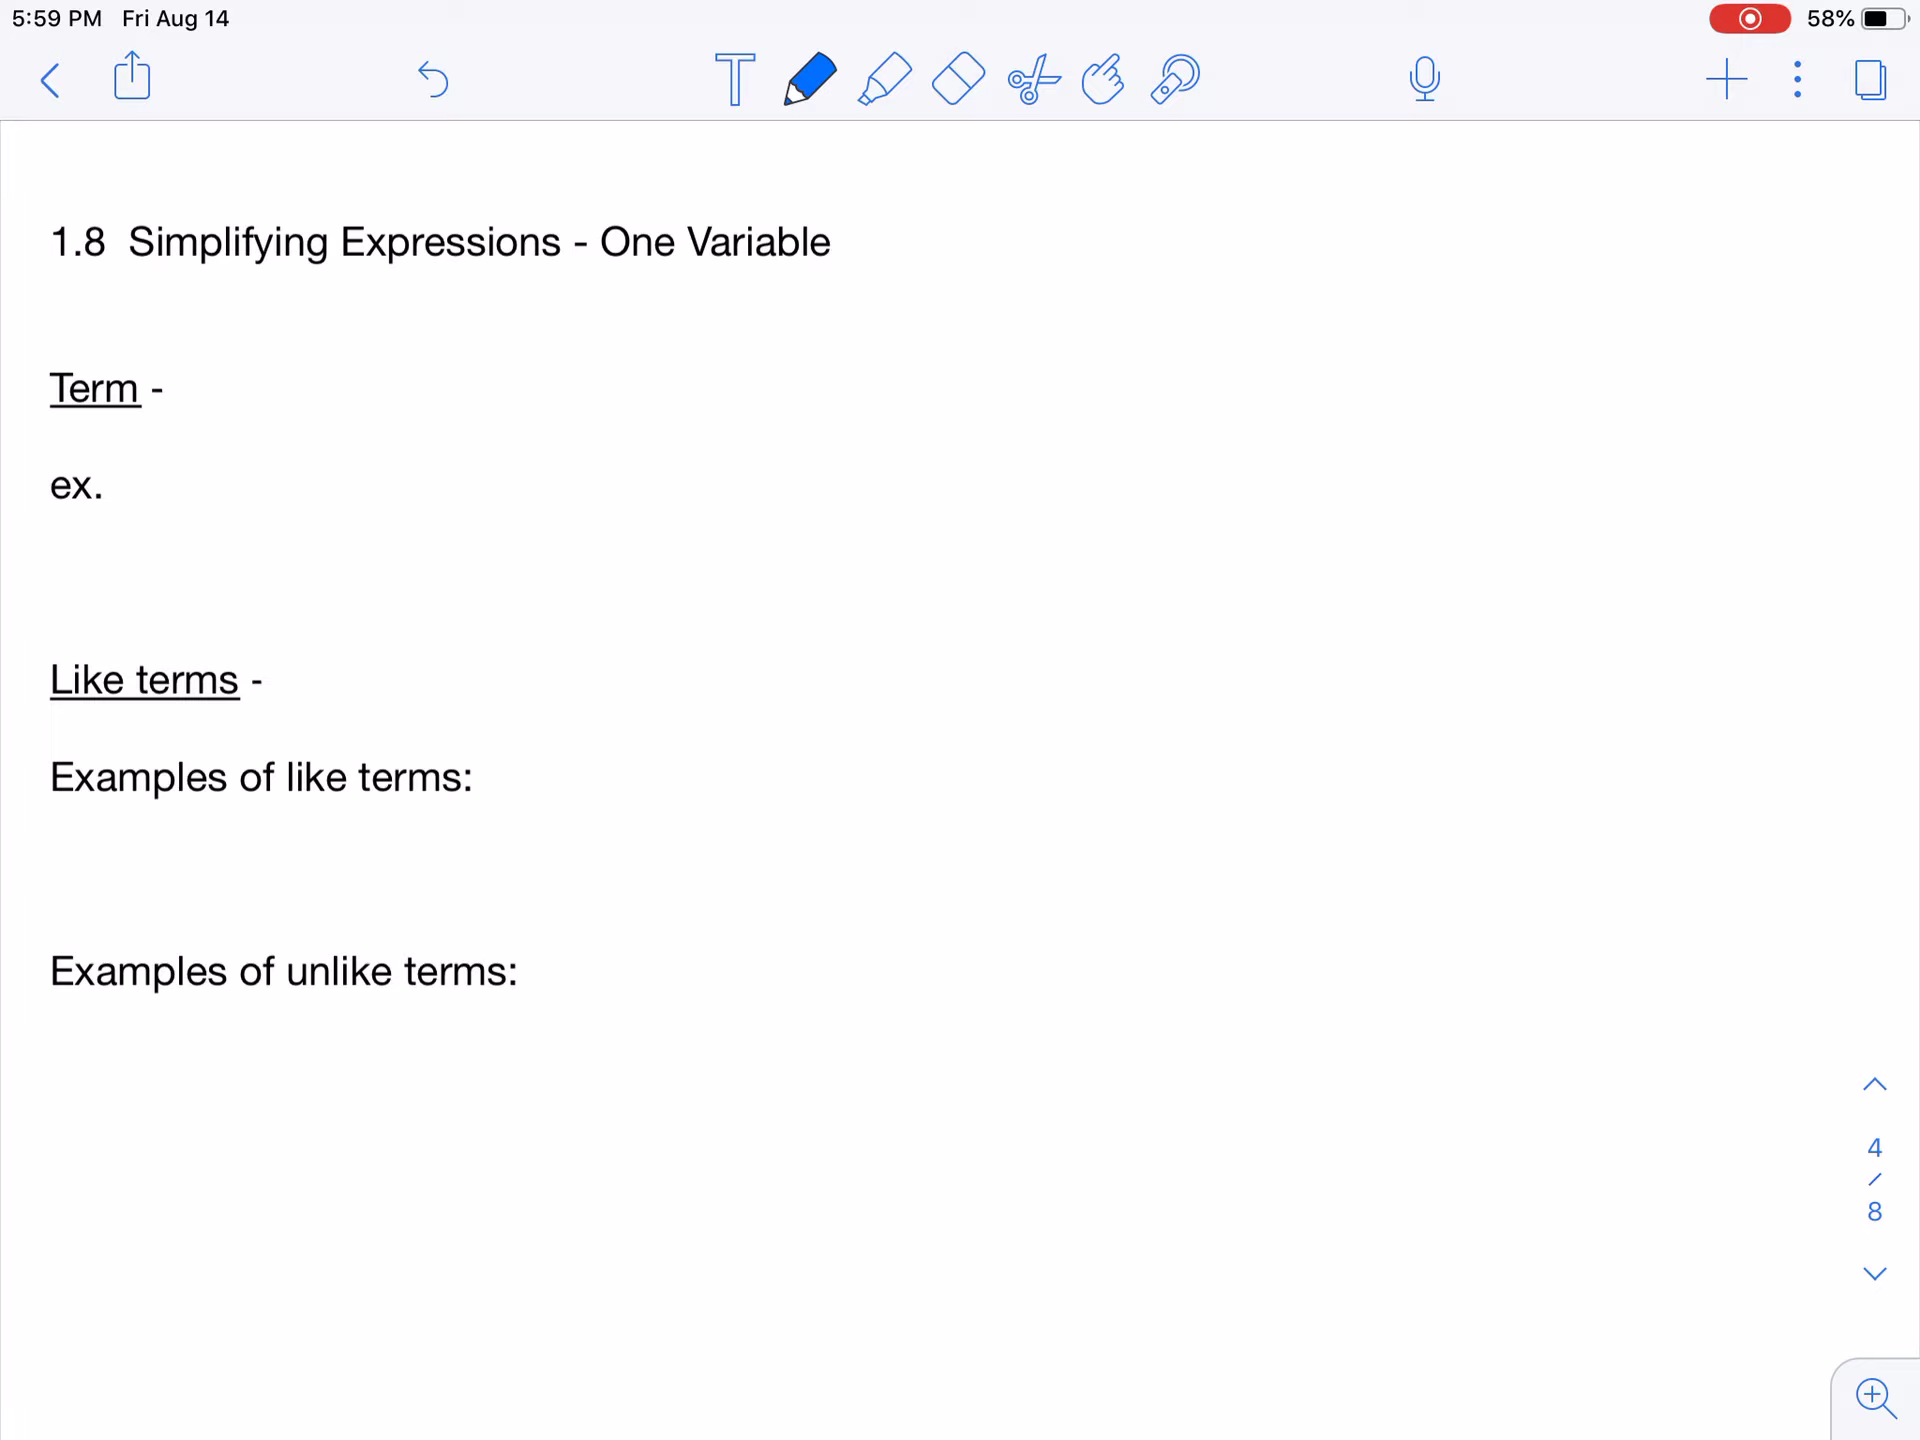 5:59 PM Fri Aug 14 58%
1.8 Simplifying Expressions - One Variable
Term -
ex.
Like terms -
Examples of like terms:
Examples of unlike terms:
4
/
8